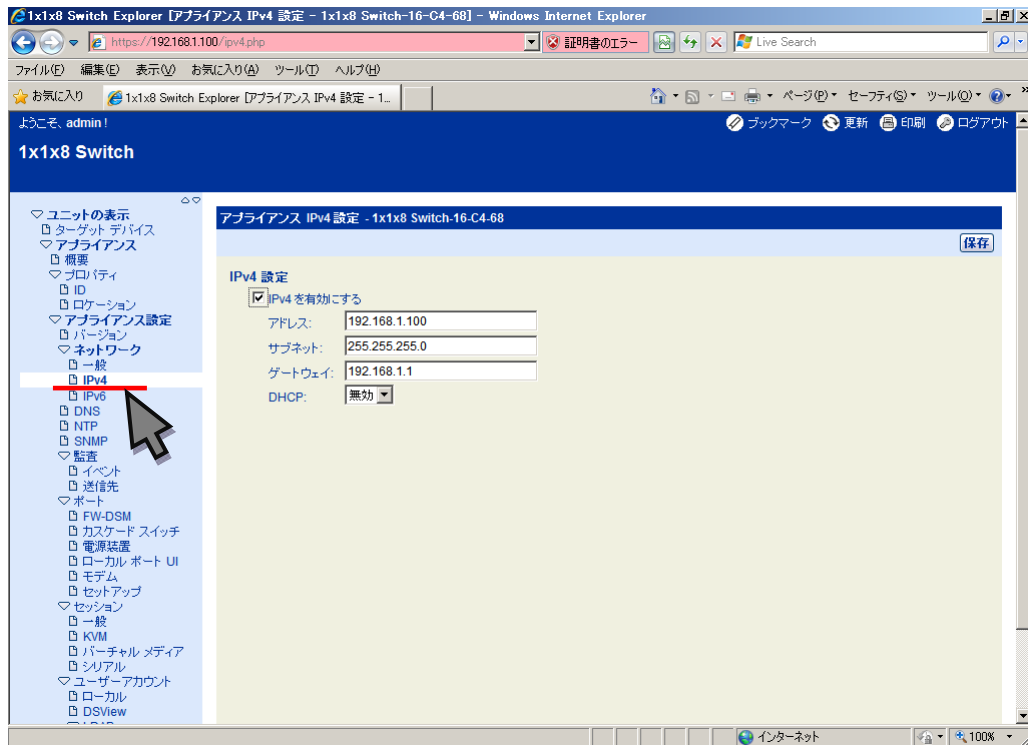 1x1x8 Switch Explorer [アプライアンス IPv4 設定 - 1x1x8 Switch-16-C4-68] - Windows Internet Explorer
https://192.168.1.100/ipv4.php 証明書のエラー Live Search
ファイル(F) 編集(E) 表示(V) お気に入り(A) ツール(T) ヘルプ(H)
お気に入り 1x1x8 Switch Explorer [アプライアンス IPv4 設定 - 1... ページ(P) セーフティ(S) ツール(O)
ようこそ、admin ! ブックマーク 更新 印刷 ログアウト
1x1x8 Switch
ユニットの表示
ターゲット デバイス
アプライアンス
概要
プロパティ
ID
ロケーション
アプライアンス設定
バージョン
ネットワーク
一般
IPv4
IPv6
DNS
NTP
SNMP
監査
イベント
送信先
ポート
FW-DSM
カスケード スイッチ
電源装置
ローカル ポート UI
モデム
セットアップ
セッション
一般
KVM
バーチャル メディア
シリアル
ユーザーアカウント
ローカル
DSView
アプライアンス IPv4 設定 - 1x1x8 Switch-16-C4-68
保存
IPv4 設定
IPv4 を有効にする
アドレス: 192.168.1.100
サブネット: 255.255.255.0
ゲートウェイ: 192.168.1.1
DHCP: 無効
インターネット 100%